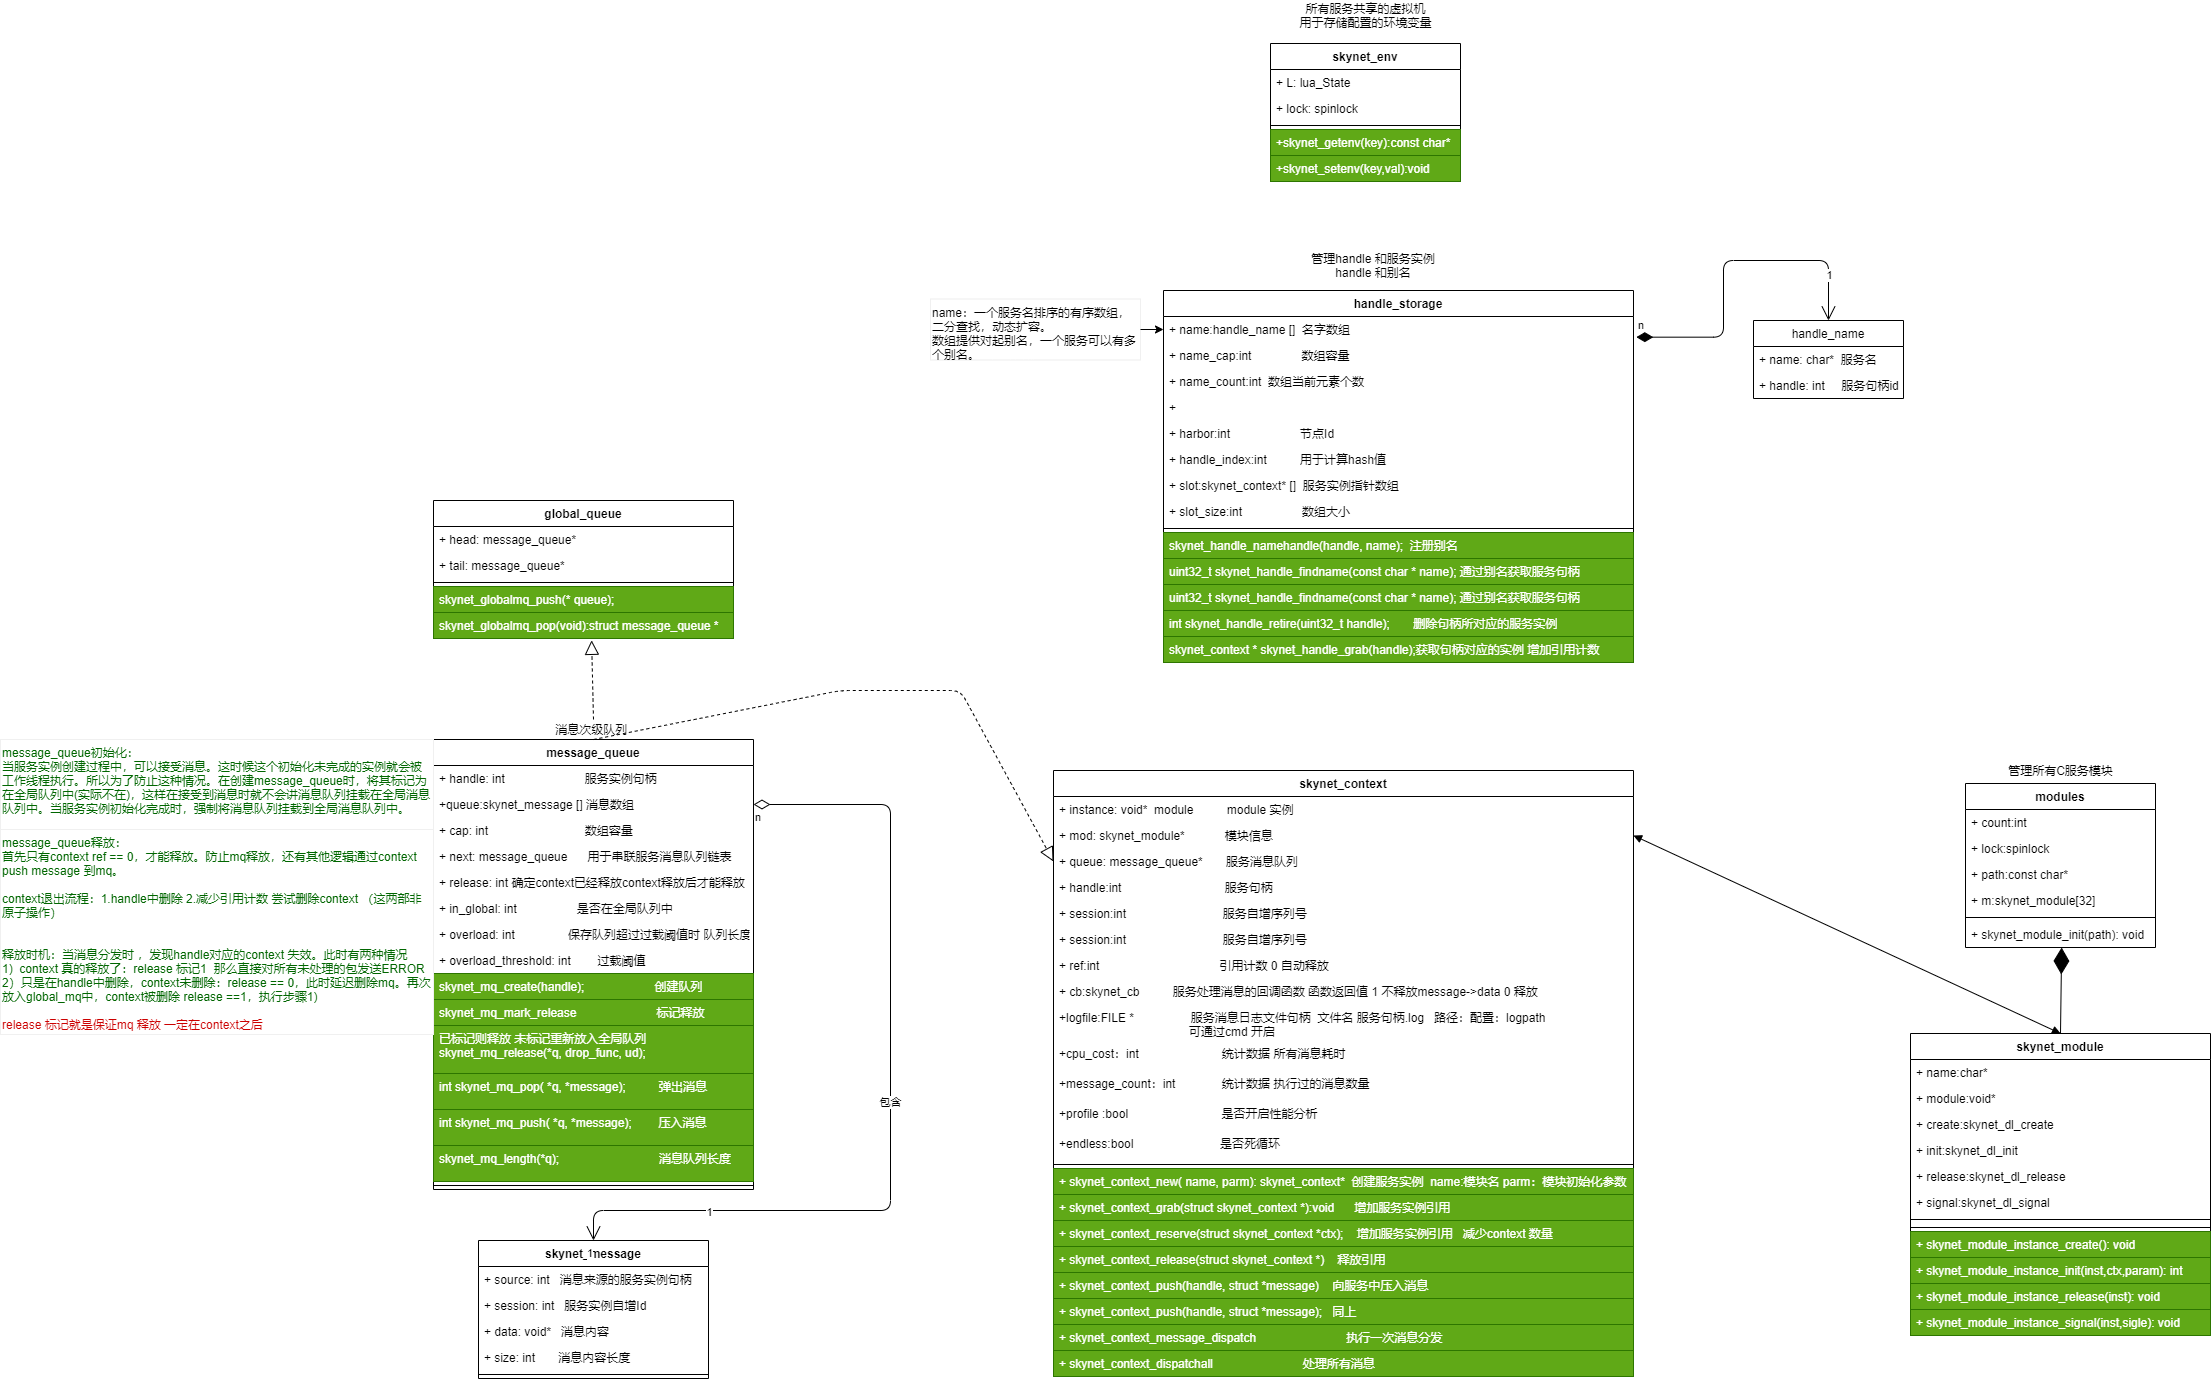 所有服务共享的虚拟机
用于存储配置的环境变量
skynet_env
+ L: lua_State
+ lock: spinlock
+skynet_getenv(key):const char*
+skynet_setenv(key,val):void
管理handle 和服务实例
handle 和别名
name：一个服务名排序的有序数组，
二分查找，动态扩容。
数组提供对起别名，一个服务可以有多
个别名。
handle_storage
+ name:handle_name [] 名字数组
+ name_cap:int 数组容量
+ name_count:int 数组当前元素个数
+
+ harbor:int 节点Id
+ handle_index:int 用于计算hash值
+ slot:skynet_context* [] 服务实例指针数组
+ slot_size:int 数组大小
skynet_handle_namehandle(handle, name); 注册别名
uint32_t skynet_handle_findname(const char * name); 通过别名获取服务句柄
uint32_t skynet_handle_findname(const char * name); 通过别名获取服务句柄
int skynet_handle_retire(uint32_t handle); 删除句柄所对应的服务实例
skynet_context * skynet_handle_grab(handle);获取句柄对应的实例 增加引用计数
n
1
handle_name
+ name: char* 服务名
+ handle: int 服务句柄id
global_queue
+ head: message_queue*
+ tail: message_queue*
skynet_globalmq_push(* queue);
skynet_globalmq_pop(void):struct message_queue *
消息次级队列
message_queue初始化：
当服务实例创建过程中，可以接受消息。这时候这个初始化未完成的实例就会被
工作线程执行。所以为了防止这种情况。在创建message_queue时，将其标记为
在全局队列中(实际不在)，这样在接受到消息时就不会讲消息队列挂载在全局消息
队列中。当服务实例初始化完成时，强制将消息队列挂载到全局消息队列中。
message_queue释放：
首先只有context ref == 0，才能释放。防止mq释放，还有其他逻辑通过context
push message 到mq。
context退出流程：1.handle中删除 2.减少引用计数 尝试删除context （这两部非
原子操作）
释放时机：当消息分发时 ，发现handle对应的context 失效。此时有两种情况
1）context 真的释放了：release 标记1 那么直接对所有未处理的包发送ERROR
2）只是在handle中删除，context未删除：release == 0，此时延迟删除mq。再次
放入global_mq中，context被删除 release ==1，执行步骤1）
release 标记就是保证mq 释放 一定在context之后
message_queue
+ handle: int 服务实例句柄
+queue:skynet_message [] 消息数组
+ cap: int 数组容量
+ next: message_queue 用于串联服务消息队列链表
+ release: int 确定context已经释放context释放后才能释放
+ in_global: int 是否在全局队列中
+ overload: int 保存队列超过过载阈值时 队列长度
+ overload_threshold: int 过载阈值
skynet_mq_create(handle); 创建队列
skynet_mq_mark_release 标记释放
已标记则释放 未标记重新放入全局队列
skynet_mq_release(*q, drop_func, ud);
int skynet_mq_pop( *q, *message); 弹出消息
int skynet_mq_push( *q, *message); 压入消息
skynet_mq_length(*q); 消息队列长度
n
包含
1
skynet_message
1
+ source: int 消息来源的服务实例句柄
+ session: int 服务实例自增Id
+ data: void* 消息内容
+ size: int 消息内容长度
skynet_context
+ instance: void* module module 实例
+ mod: skynet_module* 模块信息
+ queue: message_queue* 服务消息队列
+ handle:int 服务句柄
+ session:int 服务自增序列号
+ session:int 服务自增序列号
+ ref:int 引用计数 0 自动释放
+ cb:skynet_cb 服务处理消息的回调函数 函数返回值 1 不释放message->data 0 释放
+logfile:FILE * 服务消息日志文件句柄 文件名 服务句柄.log 路径：配置：logpath
可通过cmd 开启
+cpu_cost：int 统计数据 所有消息耗时
+message_count：int 统计数据 执行过的消息数量
+profile :bool 是否开启性能分析
+endless:bool 是否死循环
+ skynet_context_new( name, parm): skynet_context* 创建服务实例 name:模块名 parm：模块初始化参数
+ skynet_context_grab(struct skynet_context *):void 增加服务实例引用
+ skynet_context_reserve(struct skynet_context *ctx); 增加服务实例引用 减少context 数量
+ skynet_context_release(struct skynet_context *) 释放引用
+ skynet_context_push(handle, struct *message) 向服务中压入消息
+ skynet_context_push(handle, struct *message); 同上
+ skynet_context_message_dispatch 执行一次消息分发
+ skynet_context_dispatchall 处理所有消息
管理所有C服务模块
modules
+ count:int
+ lock:spinlock
+ path:const char*
+ m:skynet_module[32]
+ skynet_module_init(path): void
skynet_module
+ name:char*
+ module:void*
+ create:skynet_dl_create
+ init:skynet_dl_init
+ release:skynet_dl_release
+ signal:skynet_dl_signal
+ skynet_module_instance_create(): void
+ skynet_module_instance_init(inst,ctx,param): int
+ skynet_module_instance_release(inst): void
+ skynet_module_instance_signal(inst,sigle): void